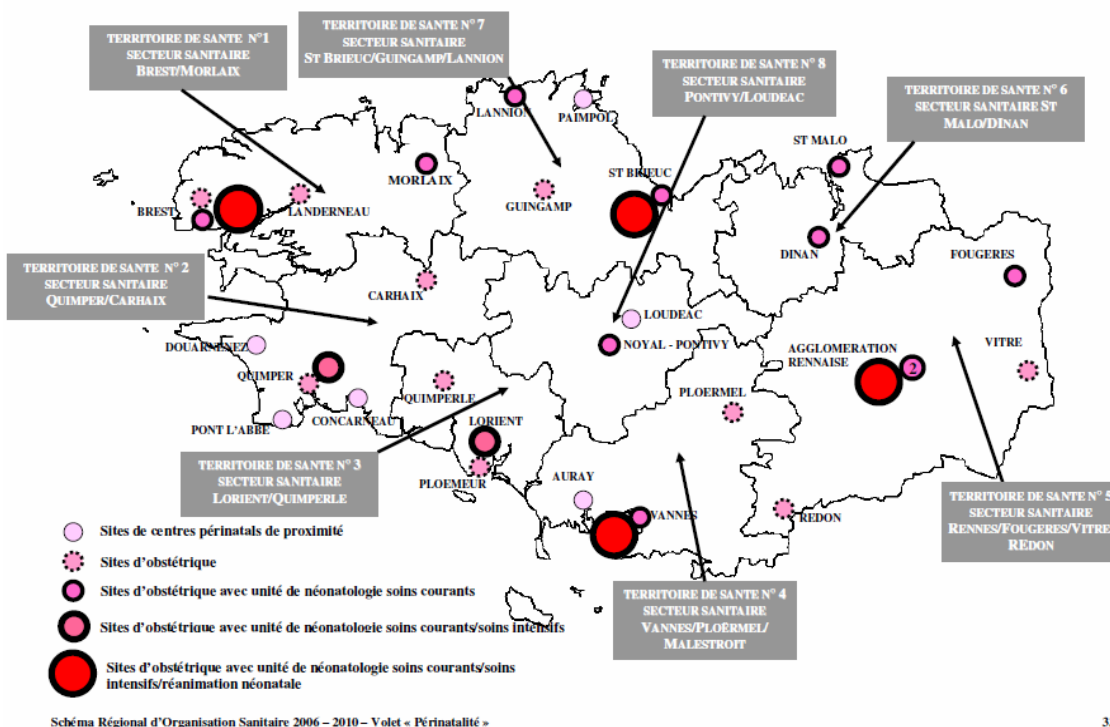 TERRITOIRE DE SANTE N°1
SECTEUR SANITAIRE
BREST/MORLAIX
TERRITOIRE DE SANTE N° 7
SECTEUR SANITAIRE
ST BRIEUC/GUINGAMP/LANNION
TERRITOIRE DE SANTE N° 8
SECTEUR SANITAIRE
PONTIVY/LOUDEAC
TERRITOIRE DE SANTE N° 6
SECTEUR SANITAIRE ST
MALO/DINAN
LANNION
PAIMPOL
ST MALO
MORLAIX
ST BRIEUC
BREST
LANDERNEAU
GUINGAMP
DINAN
FOUGERES
TERRITOIRE DE SANTE N° 2
SECTEUR SANITAIRE
QUIMPER/CARHAIX
CARHAIX
LOUDEAC
DOUARNENEZ
NOYAL - PONTIVY
AGGLOMERATION
RENNAISE
2
VITRE
QUIMPER
QUIMPERLE
PLOERMEL
PONT L'ABBE
CONCARNEAU
LORIENT
TERRITOIRE DE SANTE N° 3
SECTEUR SANITAIRE
LORIENT/QUIMPERLE
PLOEMEUR
AURAY
VANNES
REDON
TERRITOIRE DE SANTE N° 5
SECTEUR SANITAIRE
RENNES/FOUGERES/VITRE
REDON
TERRITOIRE DE SANTE N° 4
SECTEUR SANITAIRE
VANNES/PLOËRMEL/
MALESTROIT
Sites de centres périnatals de proximité
Sites d'obstétrique
Sites d'obstétrique avec unité de néonatologie soins courants
Sites d'obstétrique avec unité de néonatologie soins courants/soins intensifs
Sites d'obstétrique avec unité de néonatologie soins courants/soins
intensifs/réanimation néonatale
Schéma Régional d'Organisation Sanitaire 2006 – 2010 – Volet « Périnatalité »